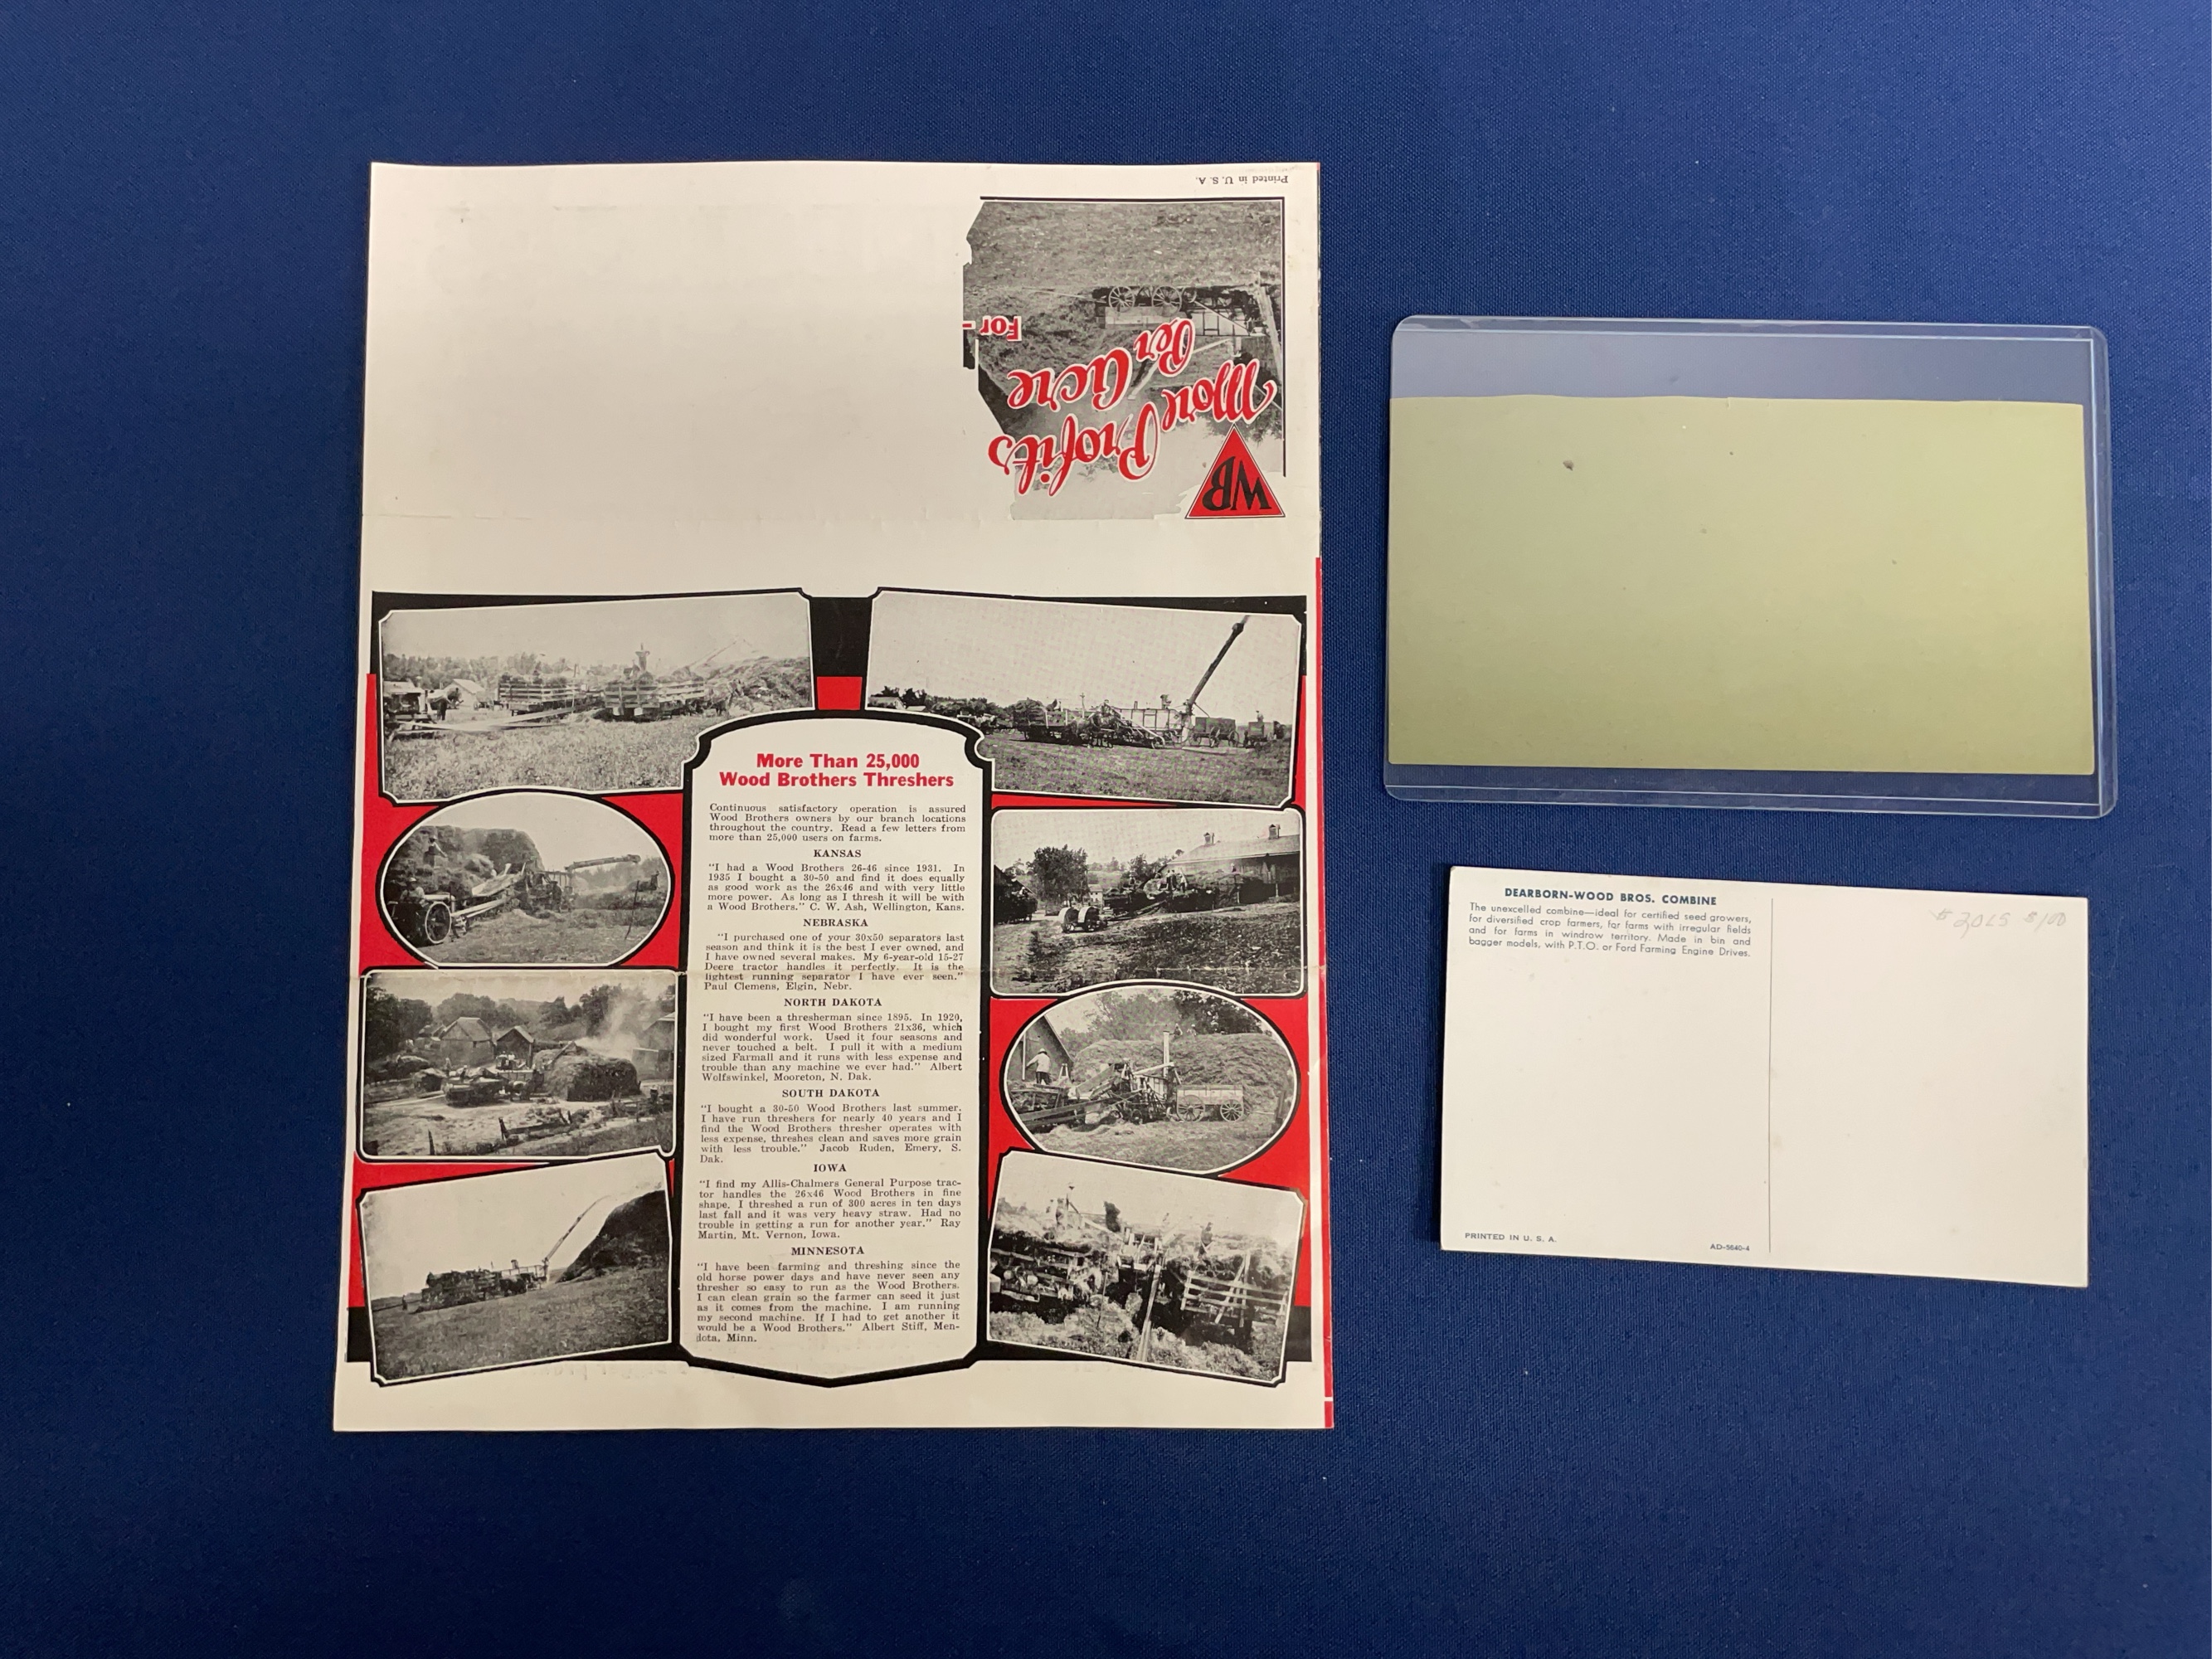 Printed in U. S. A.
WB
More
Profits
Per Acre
For -
More Than 25,000
Wood Brothers Threshers
Continuous satisfactory operation is assured
Wood Brothers owners by our branch locations
throughout the country. Read a few letters from
more than 25,000 users on farms.
KANSAS
"I had a Wood Brothers 26-46 since 1931. In
1935 I bought a 30-50 and find it does equally
as good work as the 26x46 and with very little
more power. As long as I thresh it will be with
a Wood Brothers." C. W. Ash, Wellington, Kans.
NEBRASKA
"I purchased one of your 30x50 separators last
season and think it is the best I ever owned, and
I have owned several makes. My 6-year-old 15-27
Deere tractor handles it perfectly. It is the
lightest running separator I have ever seen."
Paul Clemens, Elgin, Nebr.
NORTH DAKOTA
"I have been a thresherman since 1895. In 1920,
I bought my first Wood Brothers 21x36, which
did wonderful work. Used it four seasons and
never touched a belt. I pull it with a medium
sized Farmall and it runs with less expense and
trouble than any machine we ever had." Albert
Wolfswinkel, Mooreton, N. Dak.
SOUTH DAKOTA
"I bought a 30-50 Wood Brothers last summer.
I have run threshers for nearly 40 years and I
find the Wood Brothers thresher operates with
less expense, threshes clean and saves more grain
with less trouble." Jacob Ruden, Emery, S.
Dak.
IOWA
"I find my Allis-Chalmers General Purpose trac-
tor handles the 26x46 Wood Brothers in fine
shape. I threshed a run of 300 acres in ten days
last fall and it was very heavy straw. Had no
trouble in getting a run for another year." Ray
Martin, Mt. Vernon, Iowa.
MINNESOTA
"I have been farming and threshing since the
old horse power days and have never seen any
thresher so easy to run as the Wood Brothers.
I can clean grain so the farmer can seed it just
as it comes from the machine. I am running
my second machine. If I had to get another it
would be a Wood Brothers." Albert Stiff, Men-
dota, Minn.
DEARBORN-WOOD BROS. COMBINE
The unexcelled combine—ideal for certified seed growers,
for diversified crop farmers, for farms with irregular fields
and for farms in windrow territory. Made in bin and
bagger models, with P.T.O. or Ford Farming Engine Drives.
PRINTED IN U. S. A.
AD-5640-4